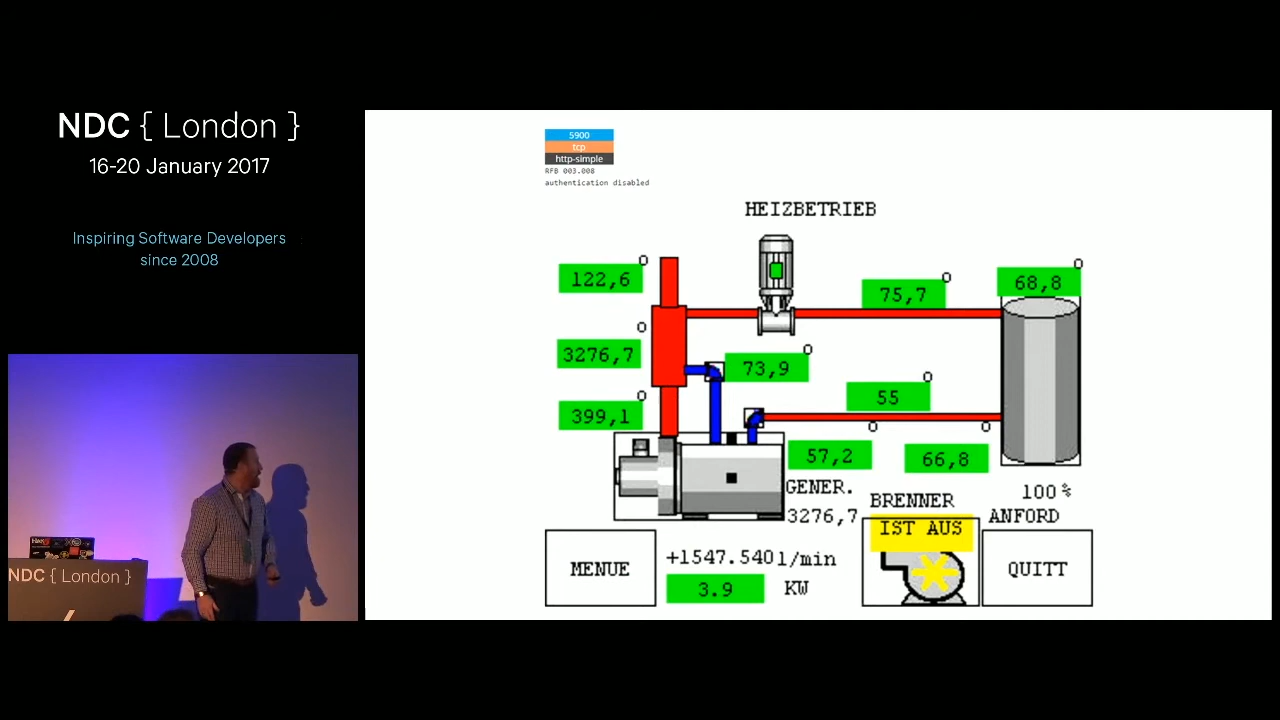 NDC { London }
16-20 January 2017
Inspiring Software Developers
since 2008
NDC { London }
5900
tcp
http-simple
RFB 003.008
authentication disabled
HEIZBETRIEB
122,6
75,7
68,8
3276,7
73,9
399,1
55
57,2
66,8
GENER.
3276,7
BRENNER
IST AUS
100 %
ANFORD
MENUE
+1547.540 l/min
3.9 KW
QUITT